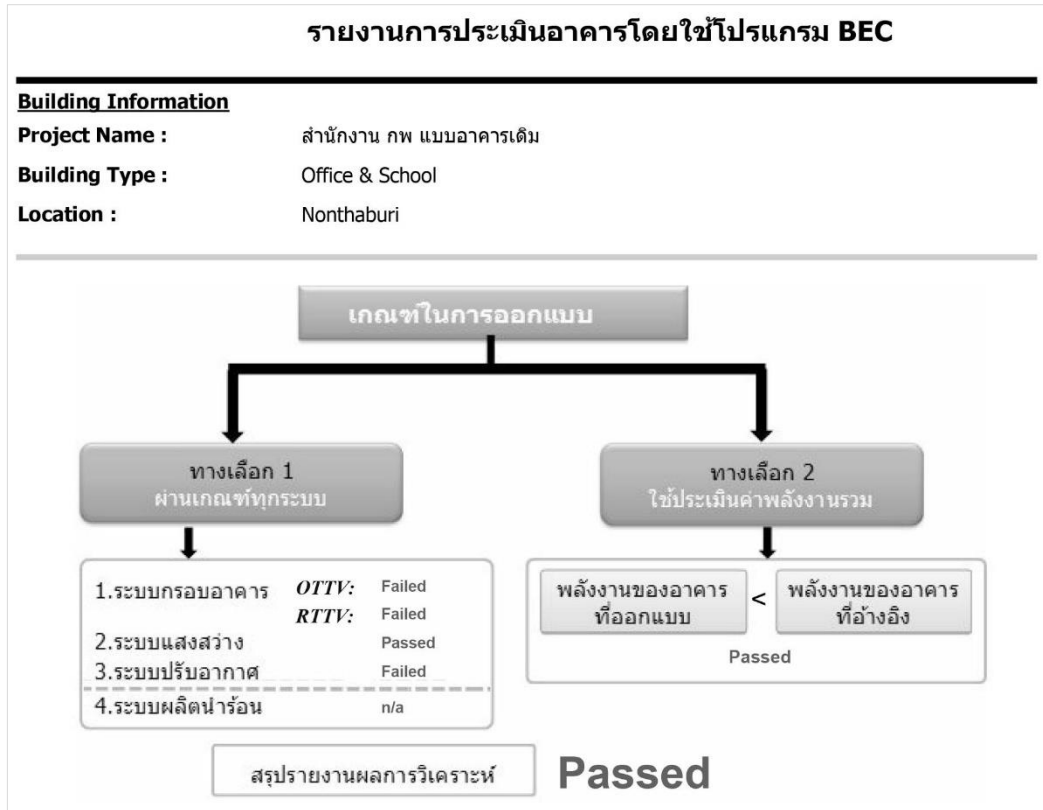 รายงานการประเมินอาคารโดยใช้โปรแกรม BEC
Building Information
Project Name : สำนักงาน กพ แบบอาคารเดิม
Building Type : Office & School
Location : Nonthaburi
เกณฑ์ในการออกแบบ
ทางเลือก 1
ผ่านเกณฑ์ทุกระบบ
1.ระบบกรอบอาคาร OTTV: Failed
RTTV: Failed
2.ระบบแสงสว่าง Passed
3.ระบบปรับอากาศ Failed
4.ระบบผลิตนำร้อน n/a
ทางเลือก 2
ใช้ประเมินค่าพลังงานรวม
พลังงานของอาคาร
ที่ออกแบบ
<
พลังงานของอาคาร
ที่อ้างอิง
Passed
สรุปรายงานผลการวิเคราะห์ Passed